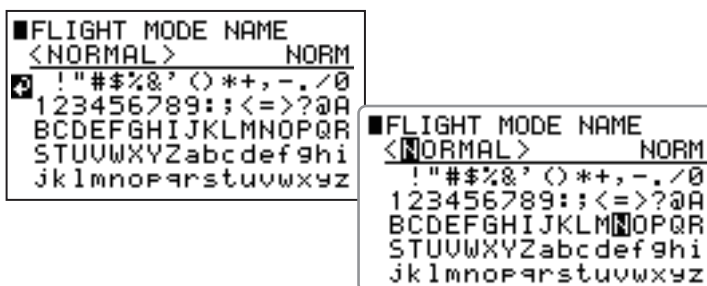 ■FLIGHT MODE NAME
<NORMAL> NORM
!"#$%&'()*+,-./0
123456789:;<=>?@A
BCDEFGHIJKLMNOPQR
STUVWXYZabcdefghi
jklmnopqrstuvwxyz
■FLIGHT MODE NAME
<NORMAL> NORM
!"#$%&'()*+,-./0
123456789:;<=>?@A
BCDEFGHIJKLMNOPQR
STUVWXYZabcdefghi
jklmnopqrstuvwxyz